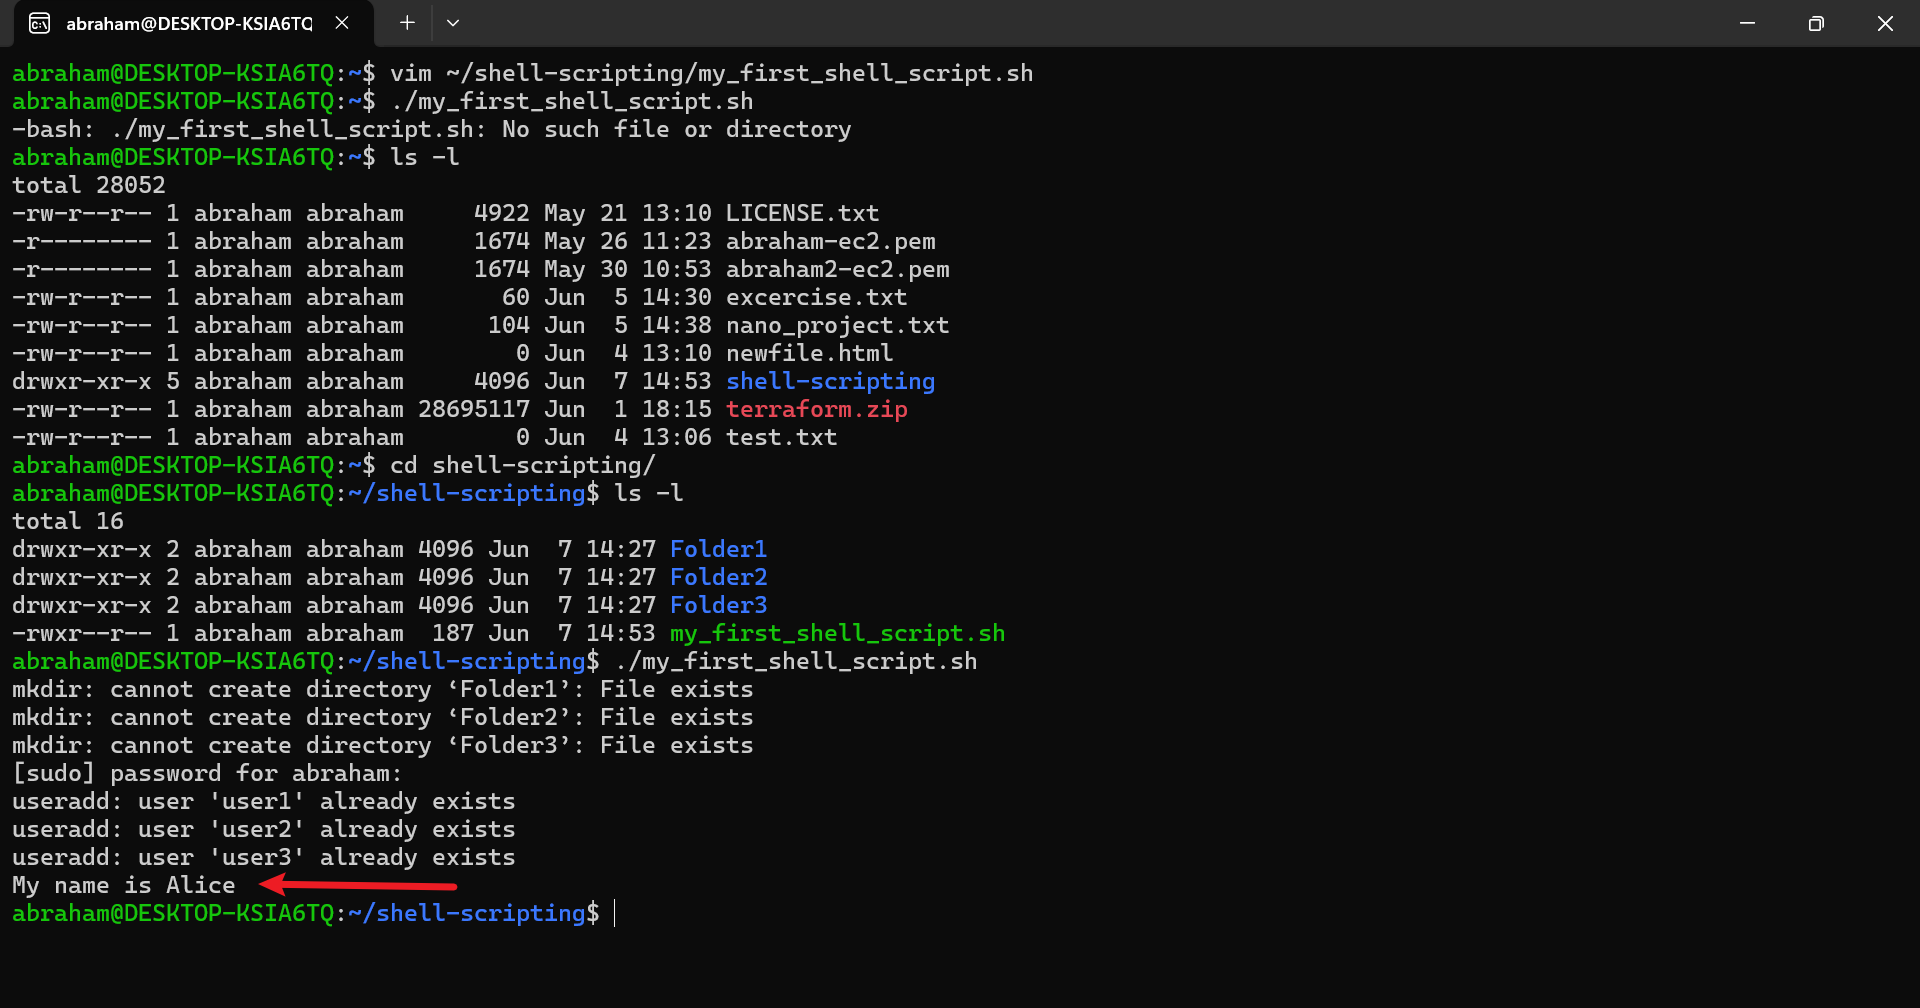 abraham@DESKTOP-KSIA6TQ
abraham@DESKTOP-KSIA6TQ:~$ vim ~/shell-scripting/my_first_shell_script.sh
abraham@DESKTOP-KSIA6TQ:~$ ./my_first_shell_script.sh
-bash: ./my_first_shell_script.sh: No such file or directory
abraham@DESKTOP-KSIA6TQ:~$ ls -l
total 28052
-rw-r--r-- 1 abraham abraham     4922 May 21 13:10 LICENSE.txt
-r-------- 1 abraham abraham     1674 May 26 11:23 abraham-ec2.pem
-r-------- 1 abraham abraham     1674 May 30 10:53 abraham2-ec2.pem
-rw-r--r-- 1 abraham abraham       60 Jun  5 14:30 excercise.txt
-rw-r--r-- 1 abraham abraham      104 Jun  5 14:38 nano_project.txt
-rw-r--r-- 1 abraham abraham        0 Jun  4 13:10 newfile.html
drwxr-xr-x 5 abraham abraham     4096 Jun  7 14:53 shell-scripting
-rw-r--r-- 1 abraham abraham 28695117 Jun  1 18:15 terraform.zip
-rw-r--r-- 1 abraham abraham        0 Jun  4 13:06 test.txt
abraham@DESKTOP-KSIA6TQ:~$ cd shell-scripting/
abraham@DESKTOP-KSIA6TQ:~/shell-scripting$ ls -l
total 16
drwxr-xr-x 2 abraham abraham 4096 Jun  7 14:27 Folder1
drwxr-xr-x 2 abraham abraham 4096 Jun  7 14:27 Folder2
drwxr-xr-x 2 abraham abraham 4096 Jun  7 14:27 Folder3
-rwxr--r-- 1 abraham abraham  187 Jun  7 14:53 my_first_shell_script.sh
abraham@DESKTOP-KSIA6TQ:~/shell-scripting$ ./my_first_shell_script.sh
mkdir: cannot create directory ‘Folder1’: File exists
mkdir: cannot create directory ‘Folder2’: File exists
mkdir: cannot create directory ‘Folder3’: File exists
[sudo] password for abraham:
useradd: user 'user1' already exists
useradd: user 'user2' already exists
useradd: user 'user3' already exists
My name is Alice
abraham@DESKTOP-KSIA6TQ:~/shell-scripting$